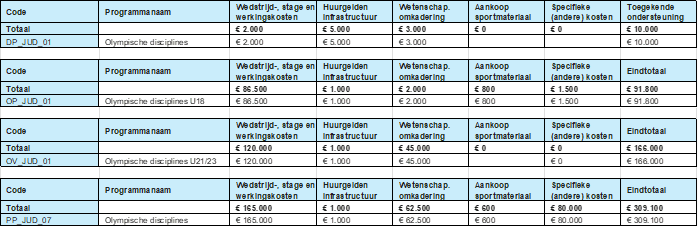 Code Programmanaam Wedstrijd-, stage en werkingskosten Huurgelden infrastructuur Wetenschap. omkadering Aankoop sportmateriaal Specifieke (andere) kosten Toegekende ondersteuning
Totaal € 2.000 € 5.000 € 3.000 € 0 € 0 € 10.000
DP_JUD_01 Olympische disciplines € 2.000 € 5.000 € 3.000 € 10.000
Code Programmanaam Wedstrijd-, stage en werkingskosten Huurgelden infrastructuur Wetenschap. omkadering Aankoop sportmateriaal Specifieke (andere) kosten Eindtotaal
Totaal € 86.500 € 1.000 € 2.000 € 800 € 1.500 € 91.800
OP_JUD_01 Olympische disciplines U18 € 86.500 € 1.000 € 2.000 € 800 € 1.500 € 91.800
Code Programmanaam Wedstrijd-, stage en werkingskosten Huurgelden infrastructuur Wetenschap. omkadering Aankoop sportmateriaal Specifieke (andere) kosten Eindtotaal
Totaal € 120.000 € 1.000 € 45.000 € 0 € 0 € 166.000
OV_JUD_01 Olympische disciplines U21/23 € 120.000 € 1.000 € 45.000 € 0 € 166.000
Code Programmanaam Wedstrijd-, stage en werkingskosten Huurgelden infrastructuur Wetenschap. omkadering Aankoop sportmateriaal Specifieke (andere) kosten Eindtotaal
Totaal € 165.000 € 1.000 € 62.500 € 600 € 80.000 € 309.100
PP_JUD_07 Olympische disciplines € 165.000 € 1.000 € 62.500 € 600 € 80.000 € 309.100